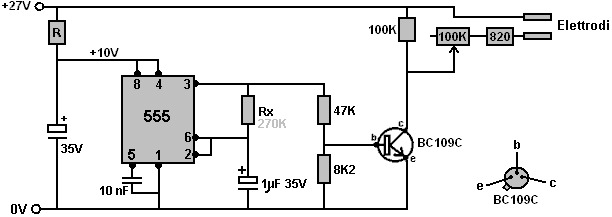 +27V
R
100K
100K
820
Elettrodi
+10V
8
4
3
555
Rx
270K
47K
+
35V
6
2
c
b
BC109C
e
5
1
+
10 nF
1µF 35V
8K2
b
e
c
BC109C
0V